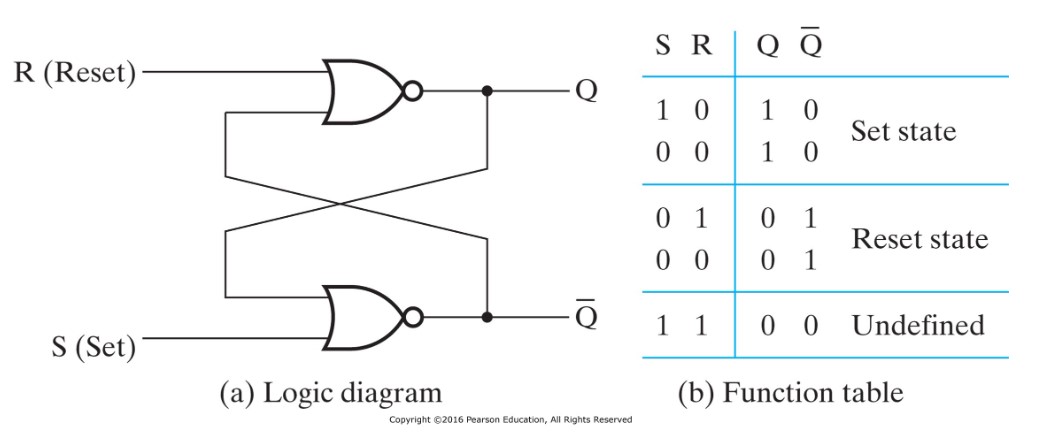 R (Reset)
Q
Q̅
S (Set)
(a) Logic diagram
S R Q Q̅
1 0 1 0
0 0 1 0
Set state
0 1 0 1
0 0 0 1
Reset state
1 1 0 0 Undefined
(b) Function table
Copyright ©2016 Pearson Education, All Rights Reserved